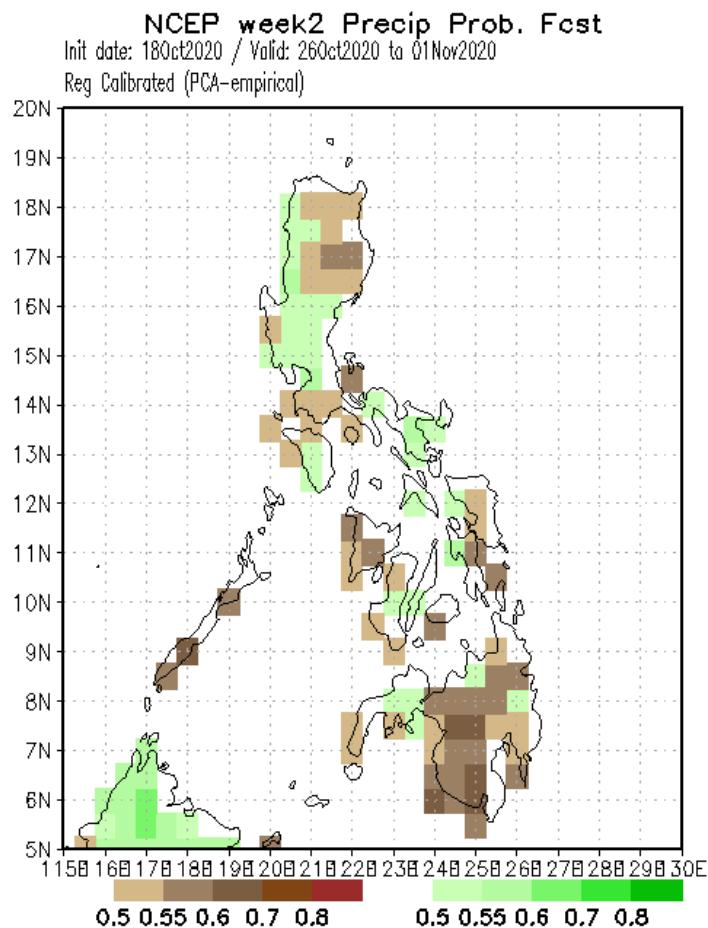 NCEP week2 Precip Prob. Fcst
Init date: 18Oct2020 / Valid: 26Oct2020 to 01Nov2020
Reg Calibrated (PCA-empirical)
20N
19N
18N
17N
16N
15N
14N
13N
12N
11N
10N
9N
8N
7N
6N
5N
115E 116E 117E 118E 119E 120E 121E 122E 123E 124E 125E 126E 127E 128E 129E 130E
0.5 0.55 0.6 0.7 0.8 0.5 0.55 0.6 0.7 0.8